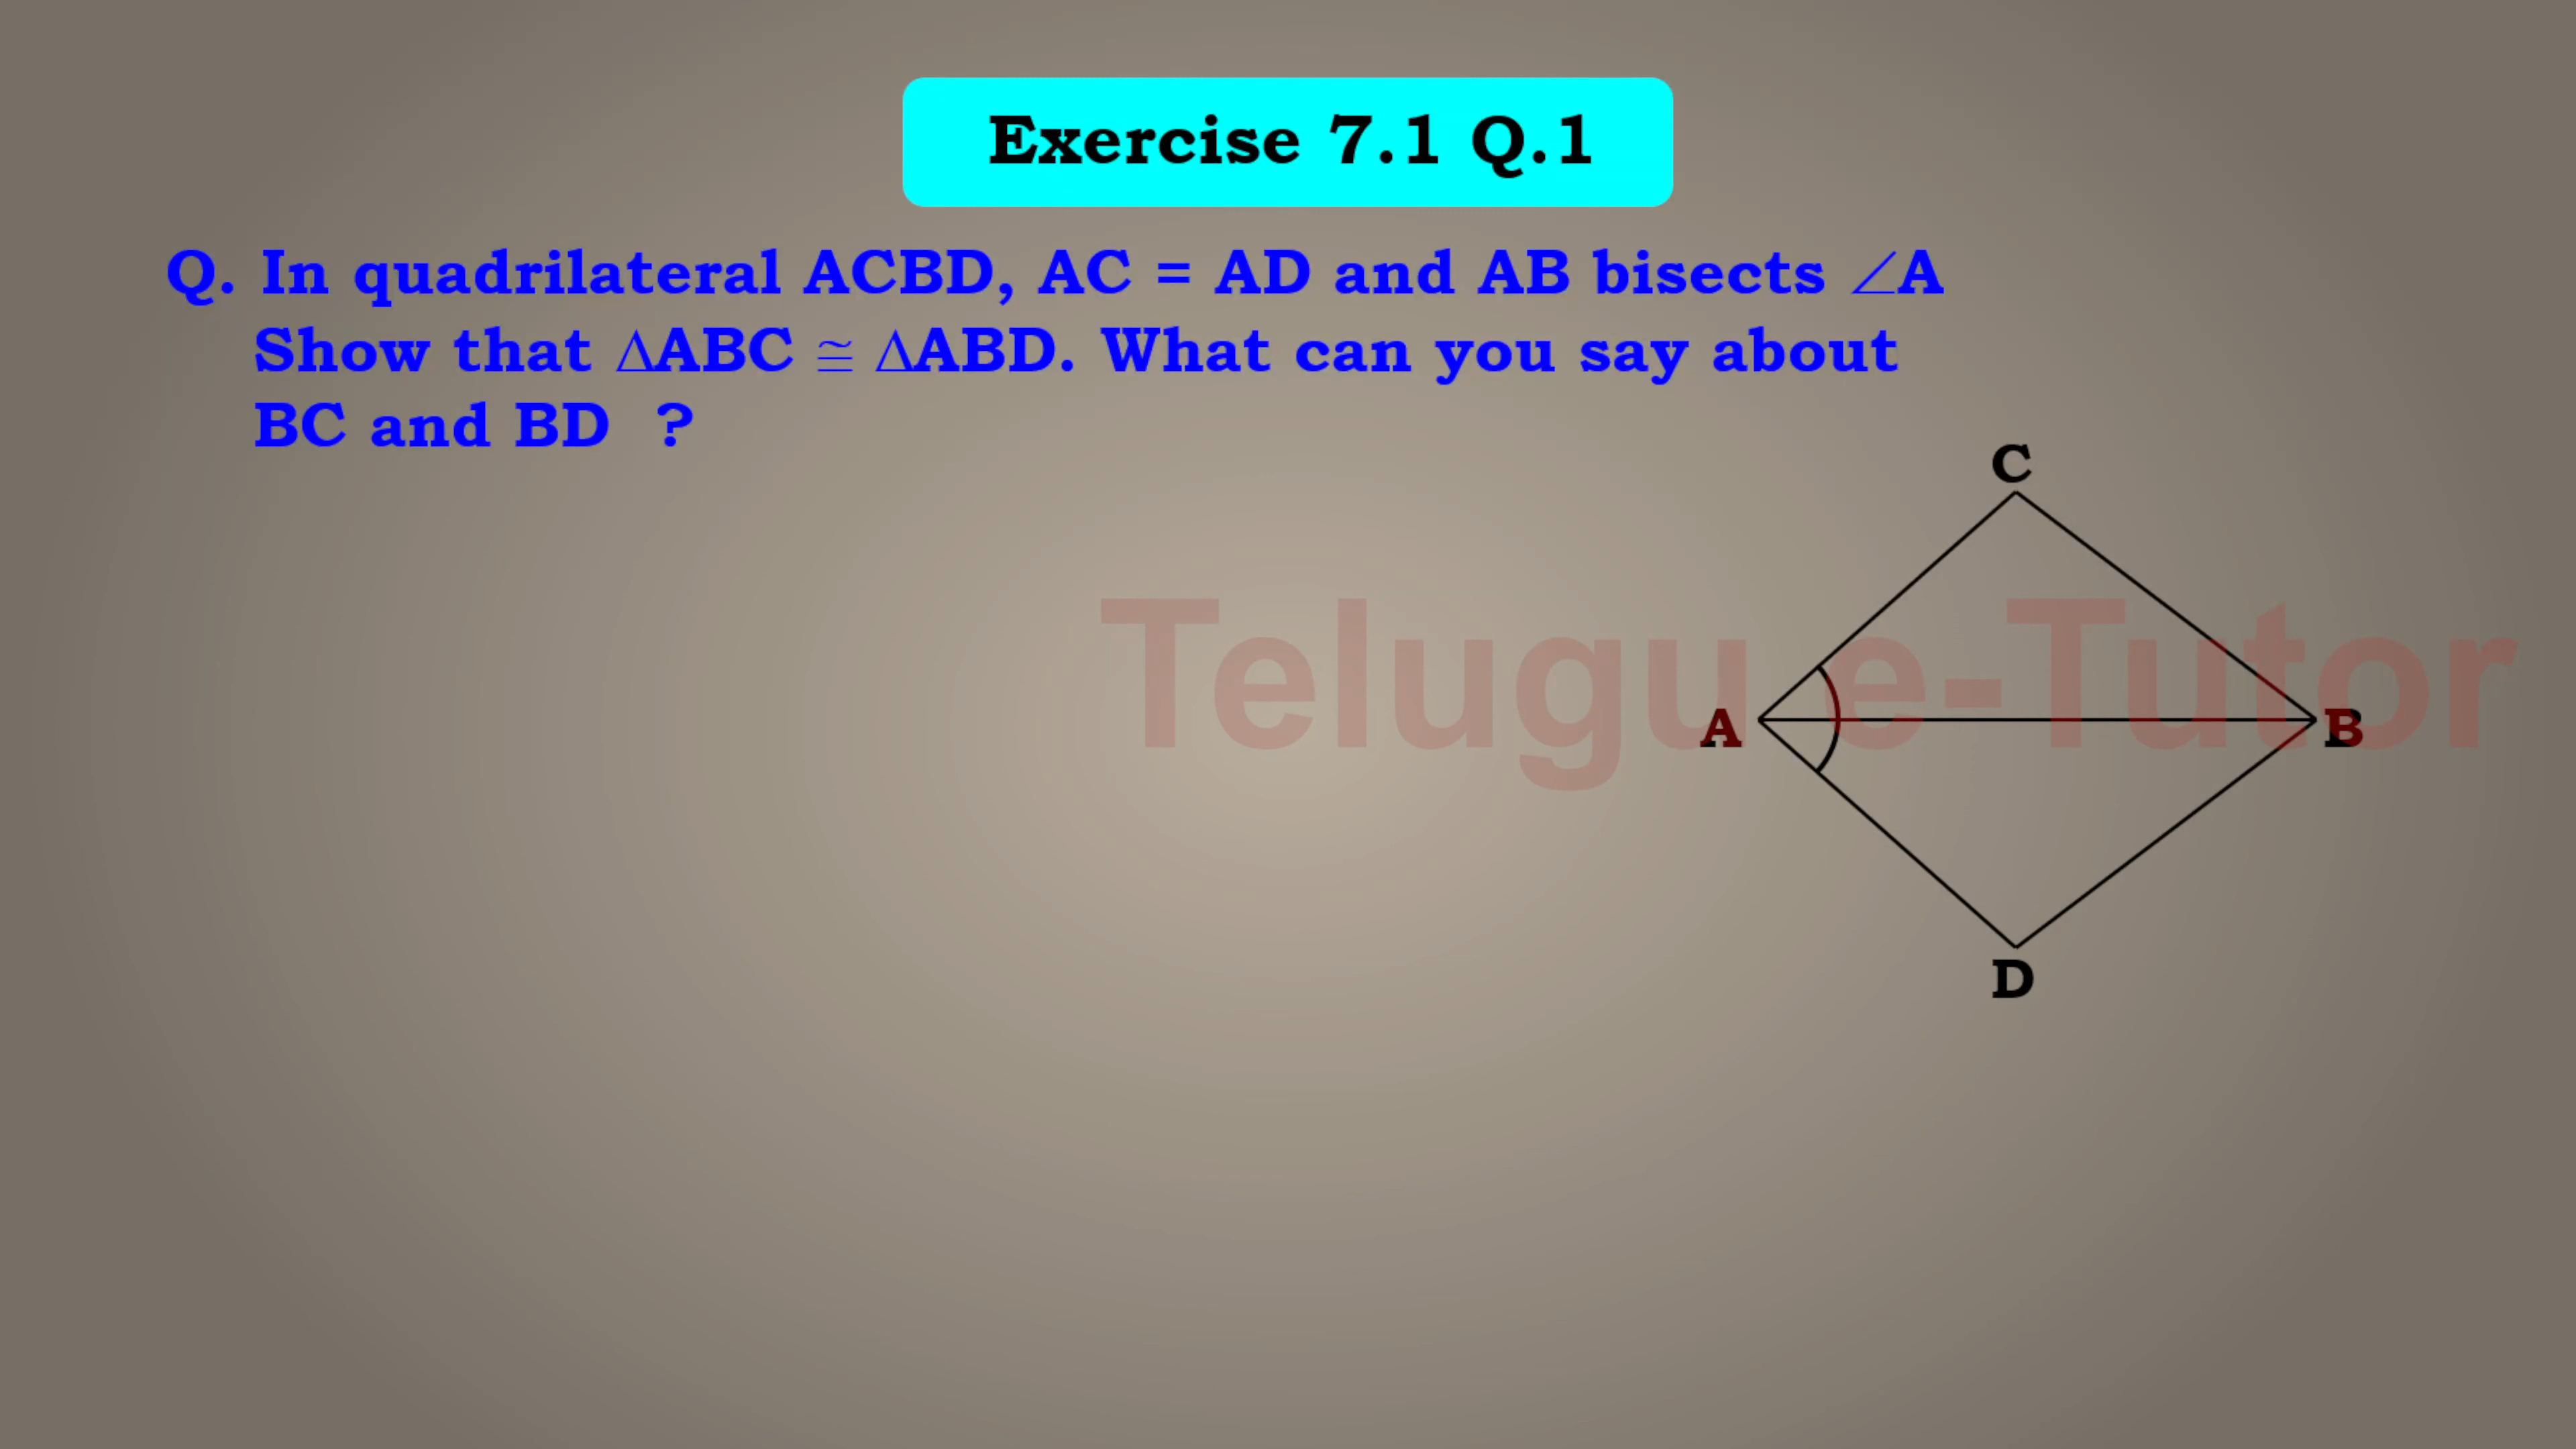 Exercise 7.1 Q.1
Q. In quadrilateral ACBD, AC = AD and AB bisects ∠A
Show that ΔABC ≅ ΔABD. What can you say about
BC and BD ?
C
Telugu e-Tutor
A
B
D